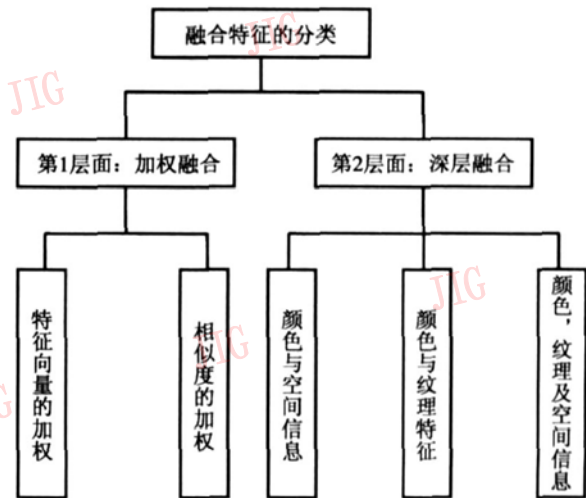 融合特征的分类
第1层面：加权融合
第2层面：深层融合
特征向量的加权
相似度的加权
颜色与空间信息
颜色与纹理特征
颜色，纹理及空间信息
JIG
JIG
JIG
JIG
JIG